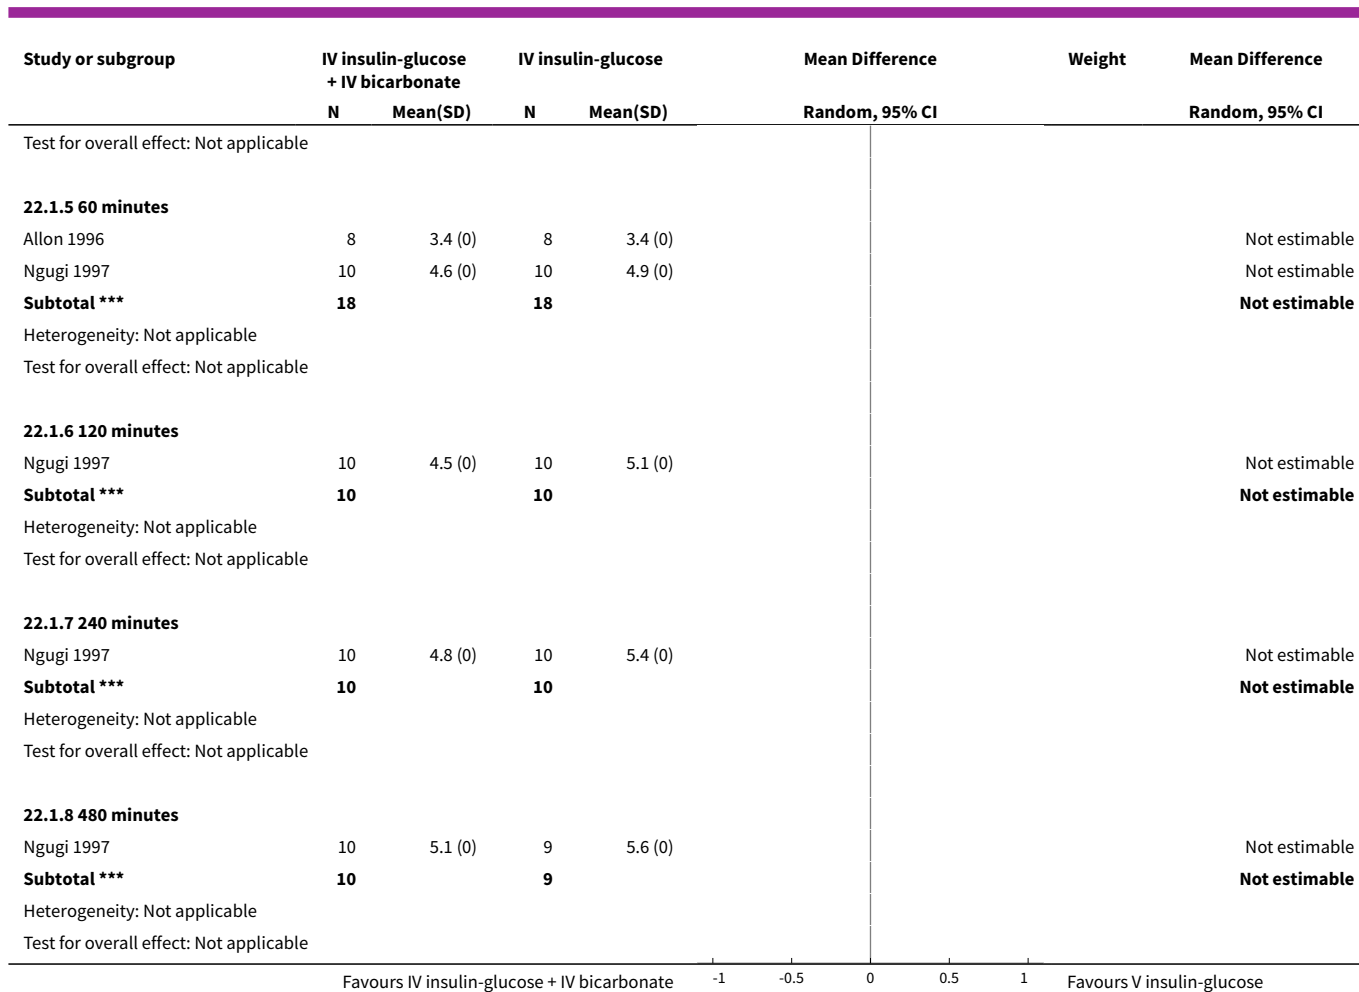 Study or subgroup IV insulin-glucose IV insulin-glucose Mean Difference Weight Mean Difference
+ IV bicarbonate
N Mean(SD) N Mean(SD) Random, 95% CI Random, 95% CI
Test for overall effect: Not applicable
22.1.5 60 minutes
Allon 1996 8 3.4 (0) 8 3.4 (0) Not estimable
Ngugi 1997 10 4.6 (0) 10 4.9 (0) Not estimable
Subtotal *** 18 18 Not estimable
Heterogeneity: Not applicable
Test for overall effect: Not applicable
22.1.6 120 minutes
Ngugi 1997 10 4.5 (0) 10 5.1 (0) Not estimable
Subtotal *** 10 10 Not estimable
Heterogeneity: Not applicable
Test for overall effect: Not applicable
22.1.7 240 minutes
Ngugi 1997 10 4.8 (0) 10 5.4 (0) Not estimable
Subtotal *** 10 10 Not estimable
Heterogeneity: Not applicable
Test for overall effect: Not applicable
22.1.8 480 minutes
Ngugi 1997 10 5.1 (0) 9 5.6 (0) Not estimable
Subtotal *** 10 9 Not estimable
Heterogeneity: Not applicable
Test for overall effect: Not applicable
Favours IV insulin-glucose + IV bicarbonate -1 -0.5 0 0.5 1 Favours V insulin-glucose